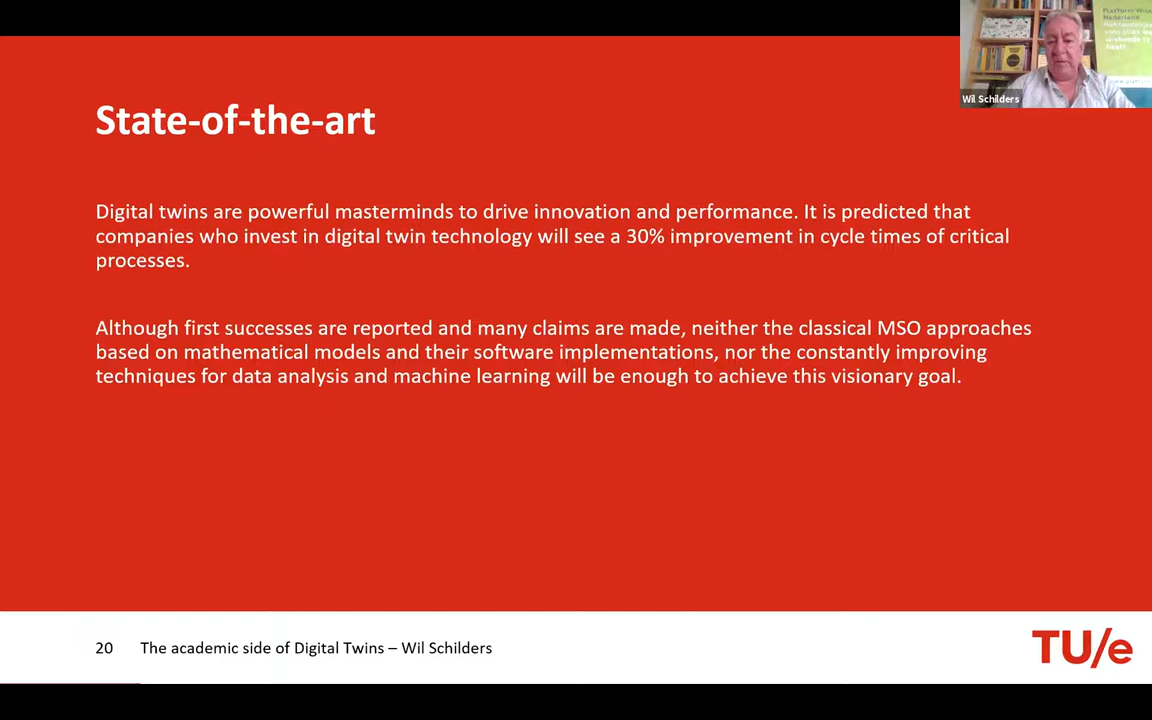 Platform Wis
Nederland
Wil Schilders
State-of-the-art
Digital twins are powerful masterminds to drive innovation and performance. It is predicted that
companies who invest in digital twin technology will see a 30% improvement in cycle times of critical
processes.
Although first successes are reported and many claims are made, neither the classical MSO approaches
based on mathematical models and their software implementations, nor the constantly improving
techniques for data analysis and machine learning will be enough to achieve this visionary goal.
20 The academic side of Digital Twins – Wil Schilders
TU/e